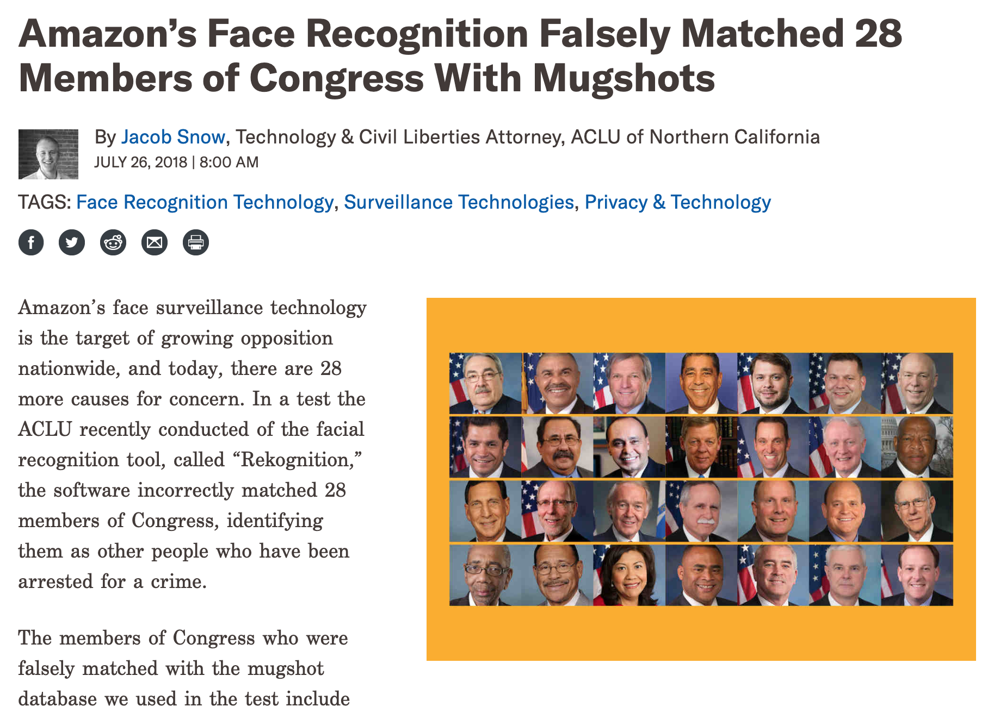 Amazon’s Face Recognition Falsely Matched 28
Members of Congress With Mugshots
By Jacob Snow, Technology & Civil Liberties Attorney, ACLU of Northern California
JULY 26, 2018 | 8:00 AM
TAGS: Face Recognition Technology, Surveillance Technologies, Privacy & Technology
f
Amazon’s face surveillance technology
is the target of growing opposition
nationwide, and today, there are 28
more causes for concern. In a test the
ACLU recently conducted of the facial
recognition tool, called “Rekognition,”
the software incorrectly matched 28
members of Congress, identifying
them as other people who have been
arrested for a crime.
The members of Congress who were
falsely matched with the mugshot
database we used in the test include